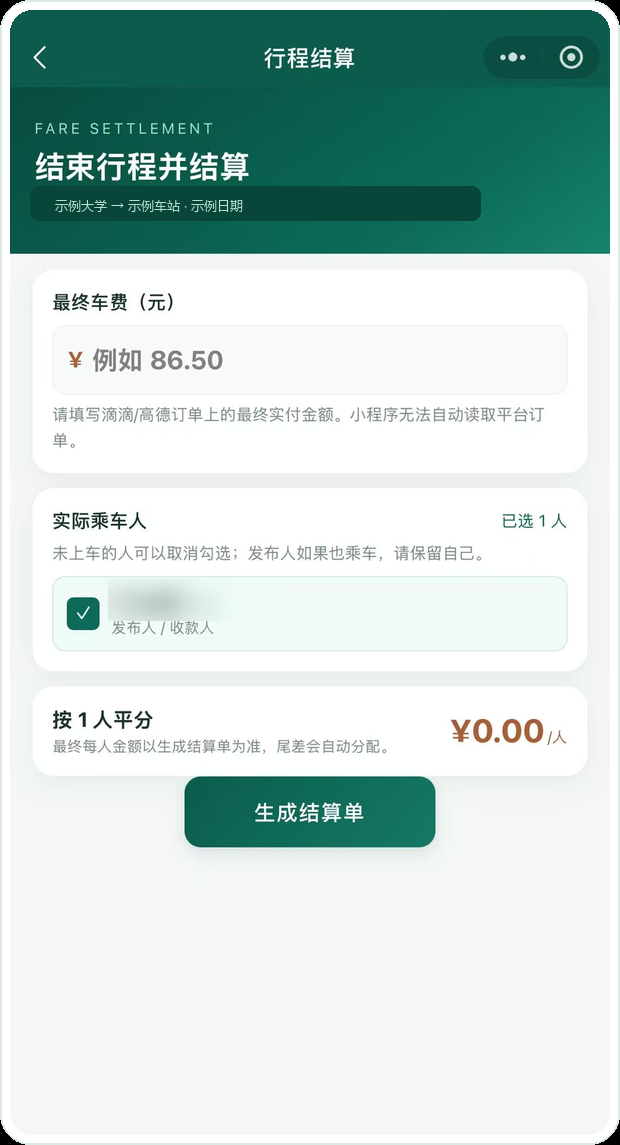 行程结算
FARE SETTLEMENT
结束行程并结算
示例大学 → 示例车站 · 示例日期
最终车费（元）
¥ 例如 86.50
请填写滴滴/高德订单上的最终实付金额。小程序无法自动读取平台订
单。
实际乘车人
已选 1 人
未上车的人可以取消勾选；发布人如果也乘车，请保留自己。
发布人 / 收款人
按 1 人平分
¥0.00 /人
最终每人金额以生成结算单为准，尾差会自动分配。
生成结算单